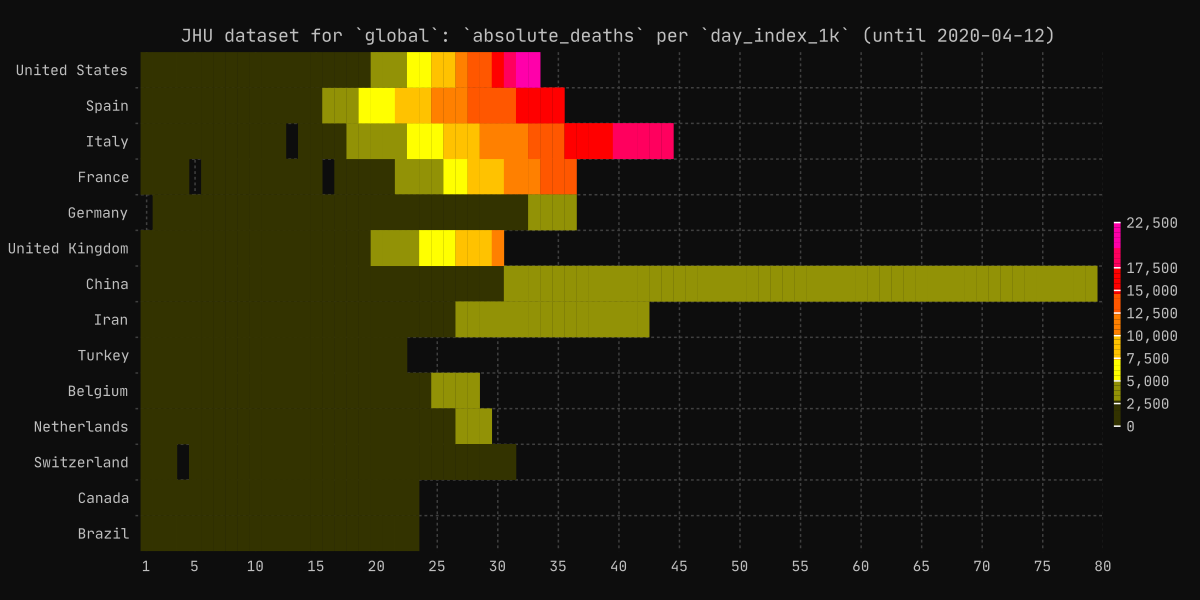 JHU dataset for `global`: `absolute_deaths` per `day_index_1k` (until 2020-04-12)
United States
Spain
Italy
France
Germany
United Kingdom
China
Iran
Turkey
Belgium
Netherlands
Switzerland
Canada
Brazil
22,500
17,500
15,000
12,500
10,000
7,500
5,000
2,500
0
1 5 10 15 20 25 30 35 40 45 50 55 60 65 70 75 80